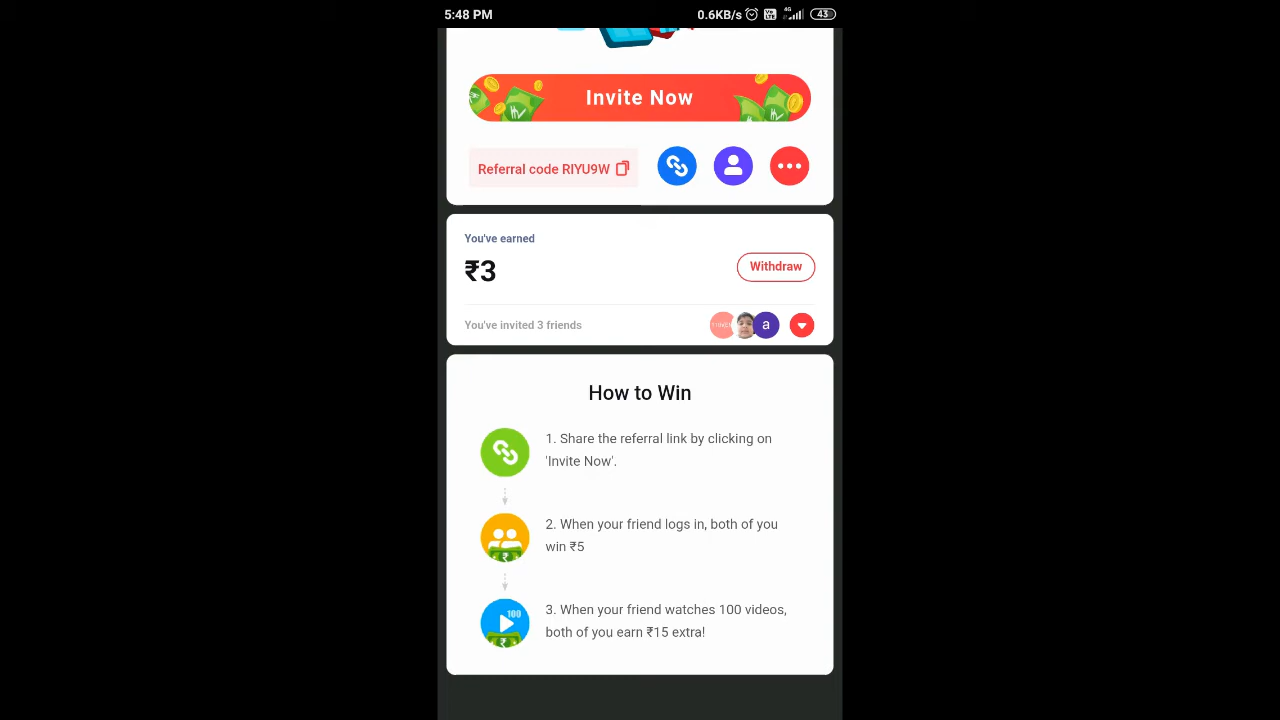 5:48 PM 0.6KB/s 4G 43
Invite Now
Referral code RIYU9W
You've earned
₹3
Withdraw
You've invited 3 friends
a
How to Win
1. Share the referral link by clicking on
'Invite Now'.
2. When your friend logs in, both of you
win ₹5
₹
100
3. When your friend watches 100 videos,
both of you earn ₹15 extra!
₹